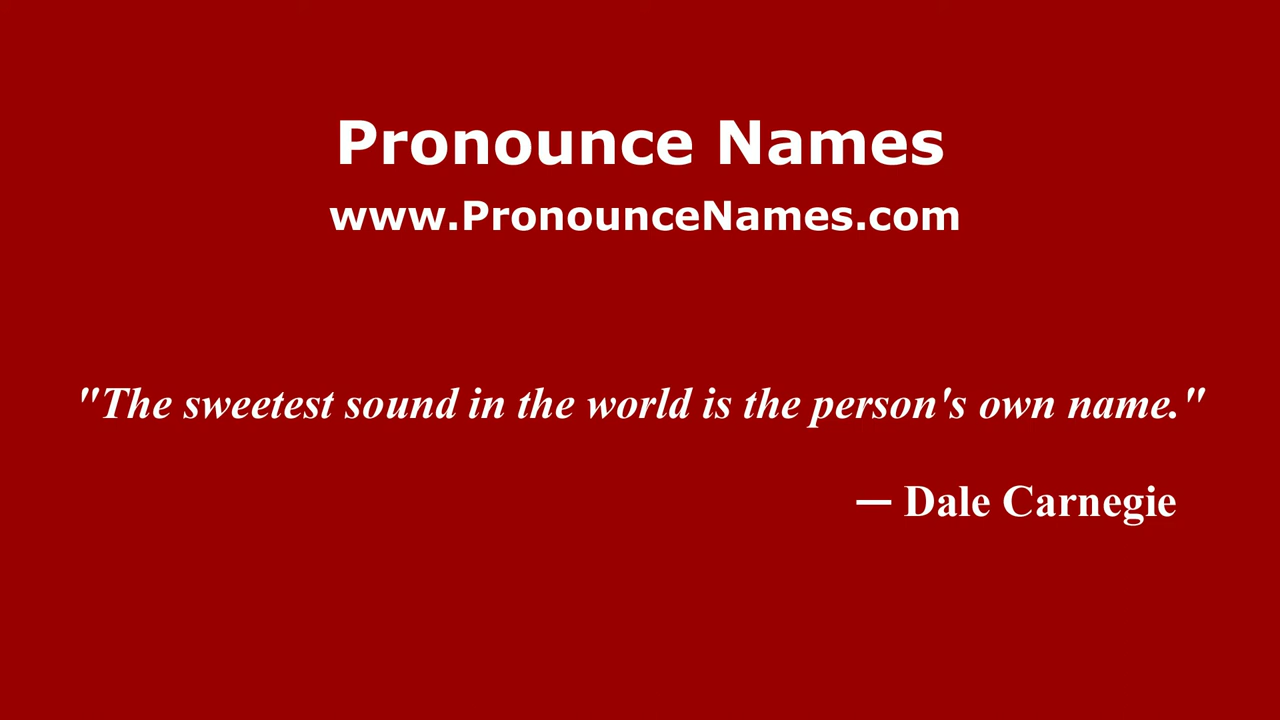 Pronounce Names
www.PronounceNames.com
"The sweetest sound in the world is the person's own name."
— Dale Carnegie